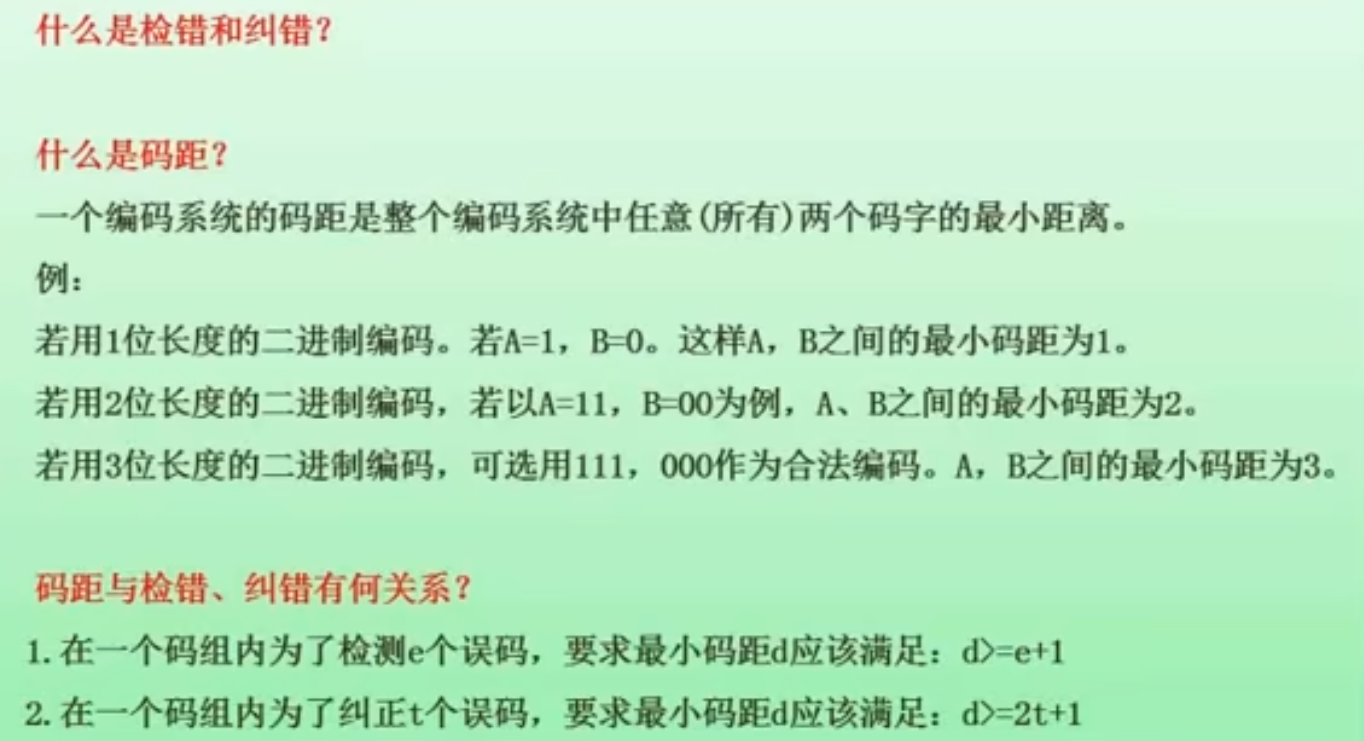 什么是检错和纠错?
什么是码距?
一个编码系统的码距是整个编码系统中任意(所有)两个码字的最小距离。
例:
若用1位长度的二进制编码。若A=1，B=0。这样A，B之间的最小码距为1。
若用2位长度的二进制编码，若以A=11，B=00为例，A、B之间的最小码距为2。
若用3位长度的二进制编码，可选用111，000作为合法编码。A，B之间的最小码距为3。
码距与检错、纠错有何关系?
1.在一个码组内为了检测e个误码，要求最小码距d应该满足：d>=e+1
2.在一个码组内为了纠正t个误码，要求最小码距d应该满足：d>=2t+1